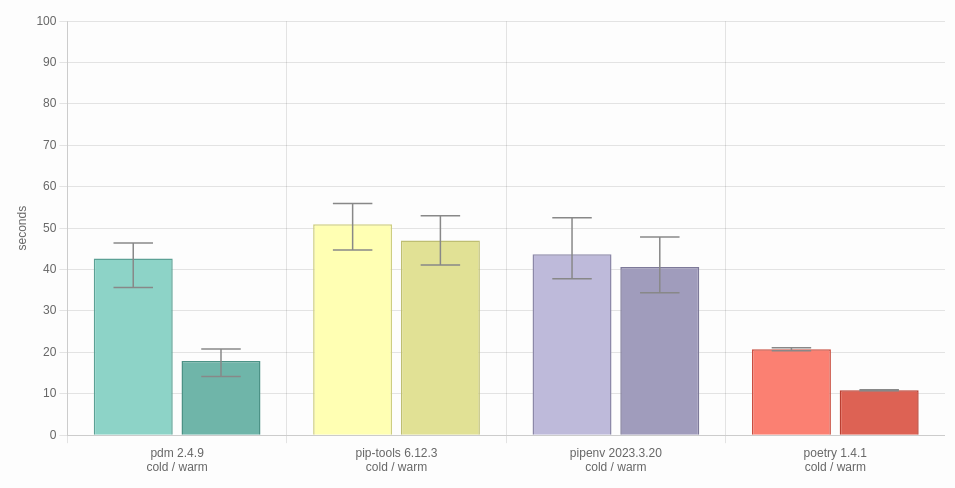 100
90
80
70
60
50
40
30
20
10
0
seconds
pdm 2.4.9
cold / warm
pip-tools 6.12.3
cold / warm
pipenv 2023.3.20
cold / warm
poetry 1.4.1
cold / warm